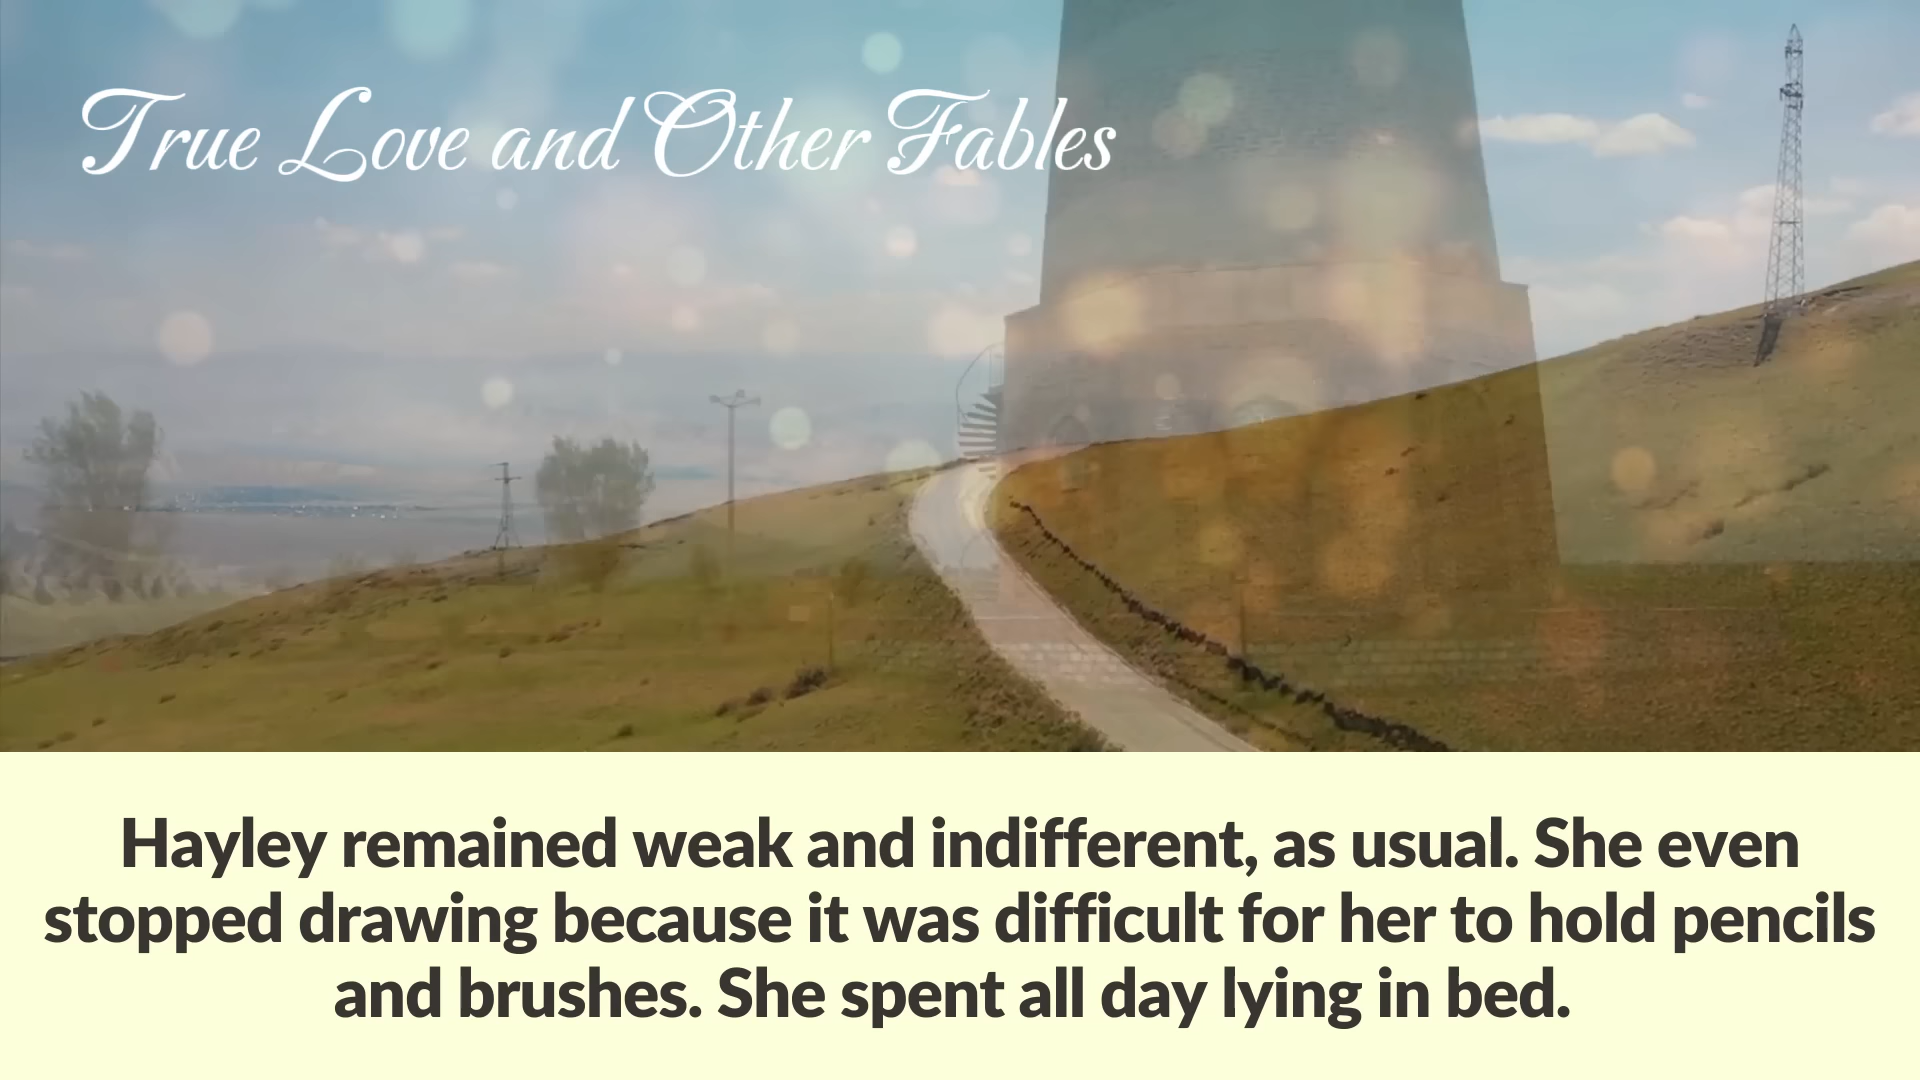 True Love and Other Fables
Hayley remained weak and indifferent, as usual. She even
stopped drawing because it was difficult for her to hold pencils
and brushes. She spent all day lying in bed.